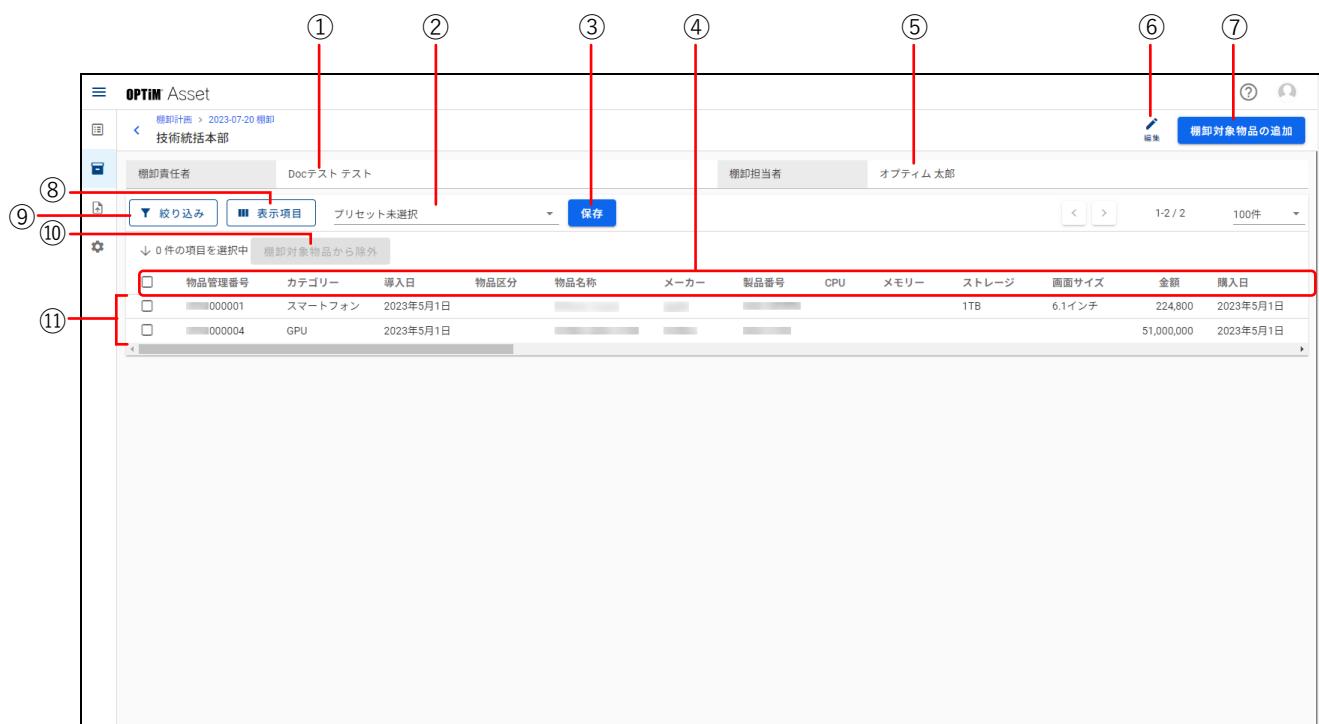 ① ② ③ ④ ⑤ ⑥ ⑦
OPTiM Asset
棚卸計画 > 2023-07-20 棚卸
技術統括本部
編集
棚卸対象物品の追加
棚卸責任者 Docテスト テスト 棚卸担当者 オプティム 太郎
⑧
⑨
絞り込み 表示項目 プリセット未選択 保存 1-2 / 2 100件
⑩
0 件の項目を選択中 棚卸対象物品から除外
物品管理番号 カテゴリー 導入日 物品区分 物品名称 メーカー 製品番号 CPU メモリー ストレージ 画面サイズ 金額 購入日
⑪
000001 スマートフォン 2023年5月1日 1TB 6.1インチ 224,800 2023年5月1日
000004 GPU 2023年5月1日 51,000,000 2023年5月1日